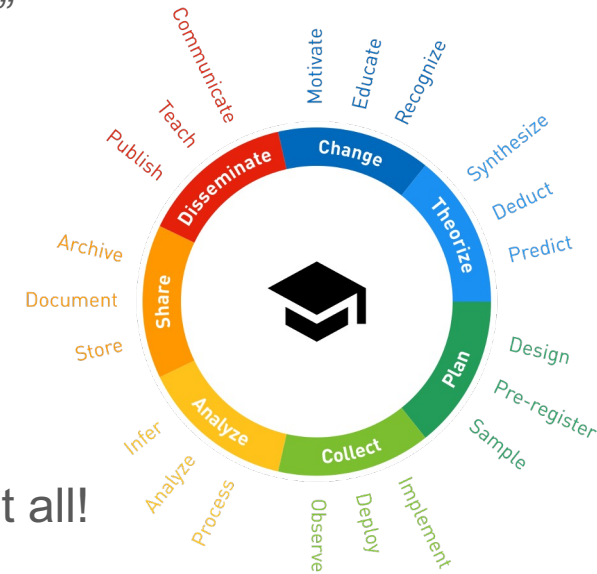 ”
Change
Motivate
Educate
Recognize
Theorize
Synthesize
Deduct
Predict
Plan
Design
Pre-register
Sample
Collect
Implement
Deploy
Observe
Analyze
Process
Analyze
Infer
Share
Store
Document
Archive
Disseminate
Publish
Teach
Communicate
t all!